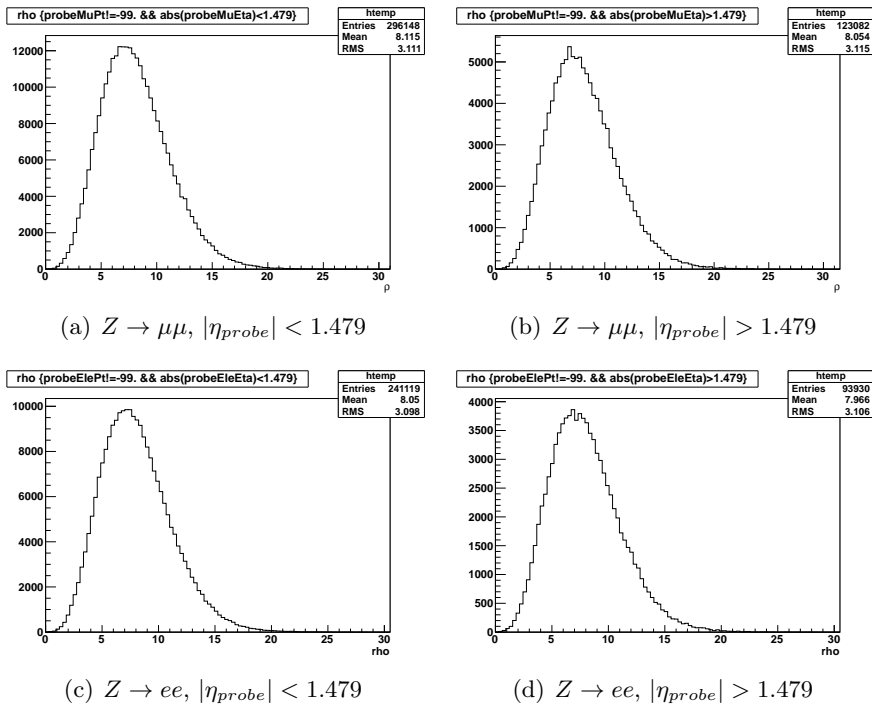 rho {probeMuPt!=-99. && abs(probeMuEta)<1.479}
htemp
Entries 296148
Mean 8.115
RMS 3.111
12000
10000
8000
6000
4000
2000
0
0 5 10 15 20 25 30
ρ
(a) Z → μμ, |η_probe| < 1.479
rho {probeMuPt!=-99. && abs(probeMuEta)>1.479}
htemp
Entries 123082
Mean 8.054
RMS 3.115
5000
4000
3000
2000
1000
0
0 5 10 15 20 25 30
ρ
(b) Z → μμ, |η_probe| > 1.479
rho {probeElePt!=-99. && abs(probeEleEta)<1.479}
htemp
Entries 241119
Mean 8.05
RMS 3.098
10000
8000
6000
4000
2000
0
0 5 10 15 20 25 30
rho
(c) Z → ee, |η_probe| < 1.479
rho {probeElePt!=-99. && abs(probeEleEta)>1.479}
htemp
Entries 93930
Mean 7.966
RMS 3.106
4000
3500
3000
2500
2000
1500
1000
500
0
0 5 10 15 20 25 30
rho
(d) Z → ee, |η_probe| > 1.479